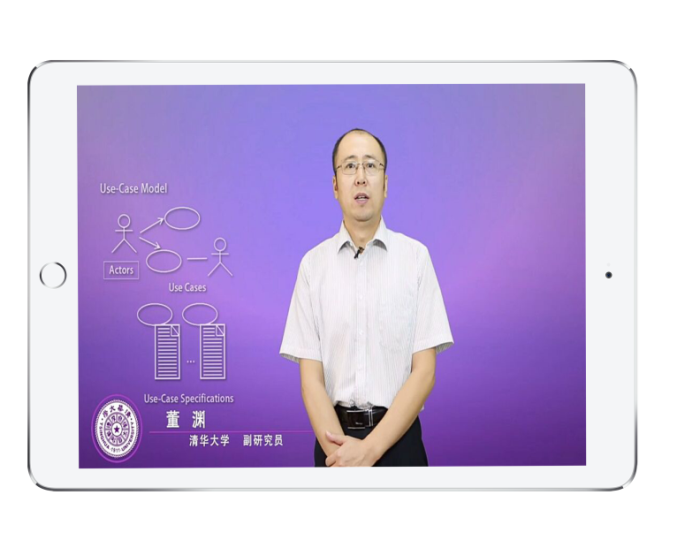 Use-Case Model
Actors
Use Cases
...
Use-Case Specifications
董 渊
清华大学 副研究员